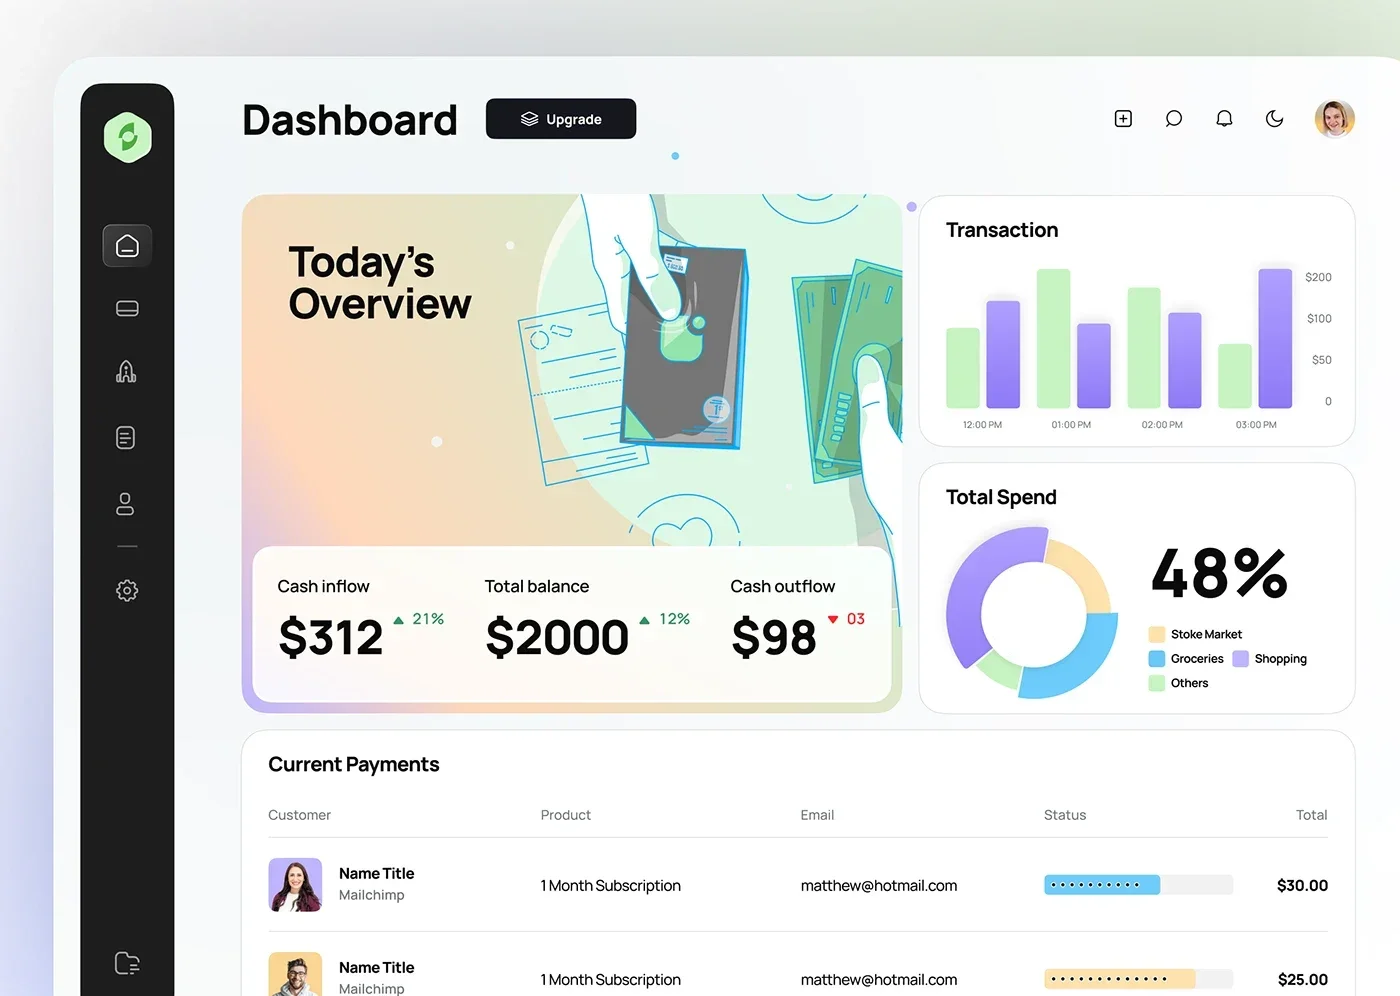 Dashboard
Upgrade
Today's
Overview
Cash inflow
$312
21%
Total balance
$2000
12%
Cash outflow
$98
03
Transaction
$200
$100
$50
0
12:00 PM
01:00 PM
02:00 PM
03:00 PM
Total Spend
48%
Stoke Market
Groceries
Shopping
Others
Current Payments
Customer
Product
Email
Status
Total
Name Title
Mailchimp
1 Month Subscription
matthew@hotmail.com
$30.00
Name Title
Mailchimp
1 Month Subscription
matthew@hotmail.com
$25.00